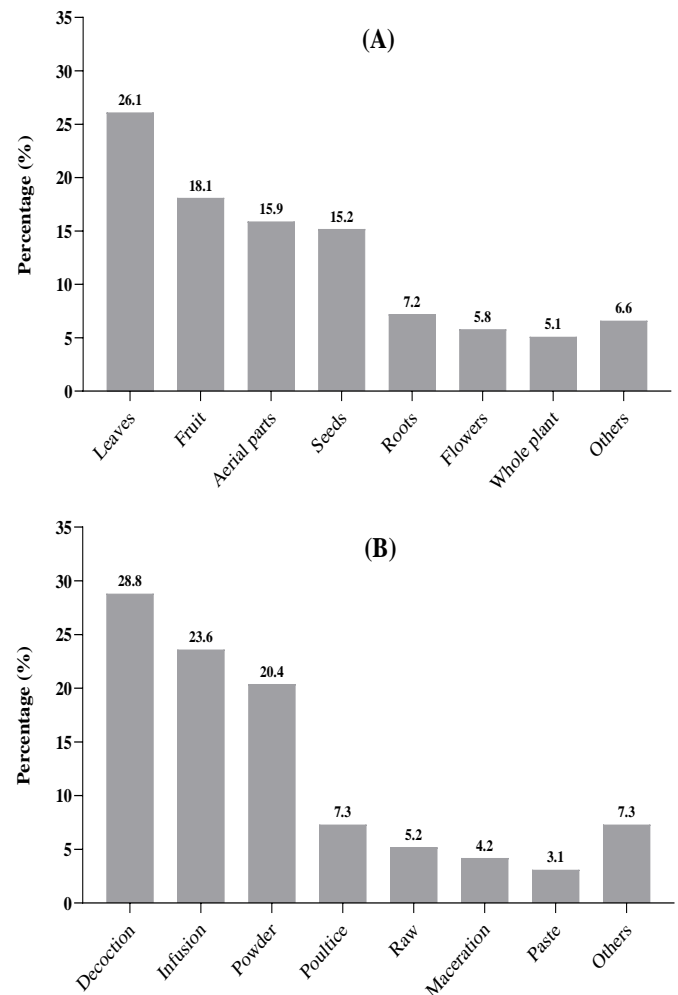 (A)
Percentage (%)
35
30
25
20
15
10
5
0
26.1
18.1
15.9
15.2
7.2
5.8
5.1
6.6
Leaves
Fruit
Aerial parts
Seeds
Roots
Flowers
Whole plant
Others
(B)
Percentage (%)
35
30
25
20
15
10
5
0
28.8
23.6
20.4
7.3
5.2
4.2
3.1
7.3
Decoction
Infusion
Powder
Poultice
Raw
Maceration
Paste
Others